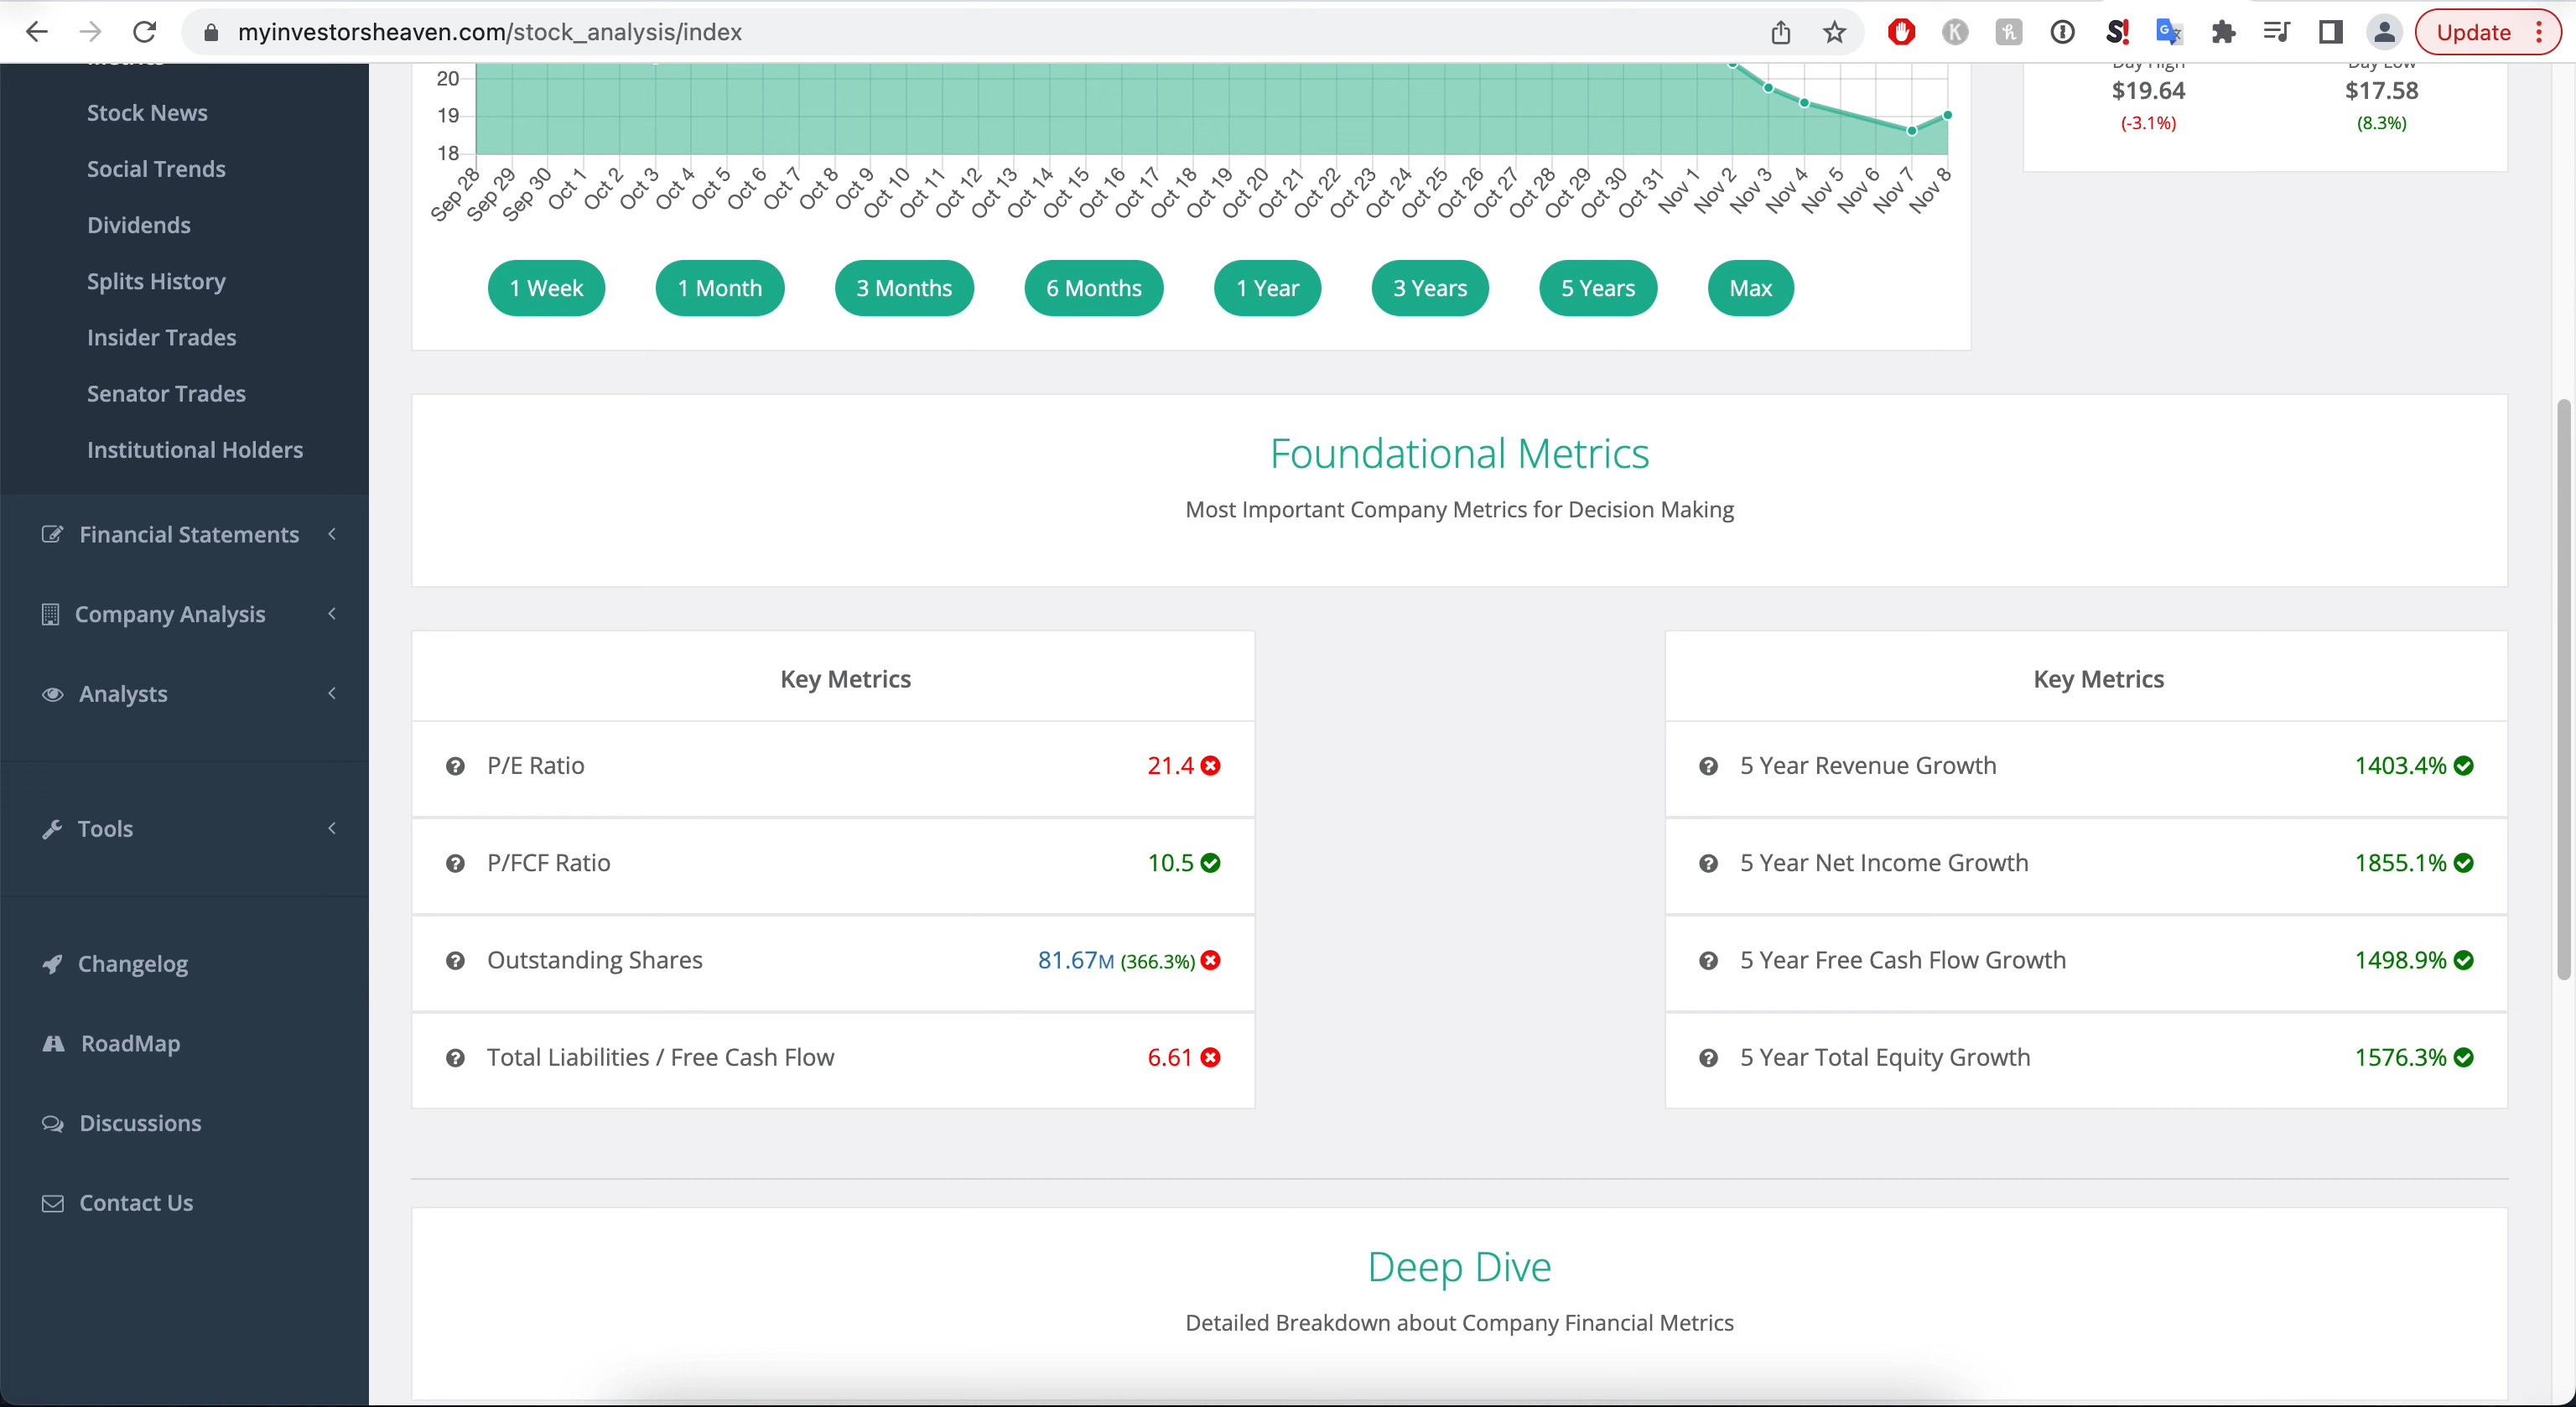 myinvestorsheaven.com/stock_analysis/index
Update
Metrics
Stock News
Social Trends
Dividends
Splits History
Insider Trades
Senator Trades
Institutional Holders
Financial Statements
Company Analysis
Analysts
Tools
Changelog
RoadMap
Discussions
Contact Us
20
19
18
Sep 28 Sep 29 Sep 30 Oct 1 Oct 2 Oct 3 Oct 4 Oct 5 Oct 6 Oct 7 Oct 8 Oct 9 Oct 10 Oct 11 Oct 12 Oct 13 Oct 14 Oct 15 Oct 16 Oct 17 Oct 18 Oct 19 Oct 20 Oct 21 Oct 22 Oct 23 Oct 24 Oct 25 Oct 26 Oct 27 Oct 28 Oct 29 Oct 30 Oct 31 Nov 1 Nov 2 Nov 3 Nov 4 Nov 5 Nov 6 Nov 7 Nov 8
1 Week 1 Month 3 Months 6 Months 1 Year 3 Years 5 Years Max
Day High Day Low
$19.64 $17.58
(-3.1%) (8.3%)
Foundational Metrics
Most Important Company Metrics for Decision Making
Key Metrics
P/E Ratio 21.4
P/FCF Ratio 10.5
Outstanding Shares 81.67M (366.3%)
Total Liabilities / Free Cash Flow 6.61
Key Metrics
5 Year Revenue Growth 1403.4%
5 Year Net Income Growth 1855.1%
5 Year Free Cash Flow Growth 1498.9%
5 Year Total Equity Growth 1576.3%
Deep Dive
Detailed Breakdown about Company Financial Metrics